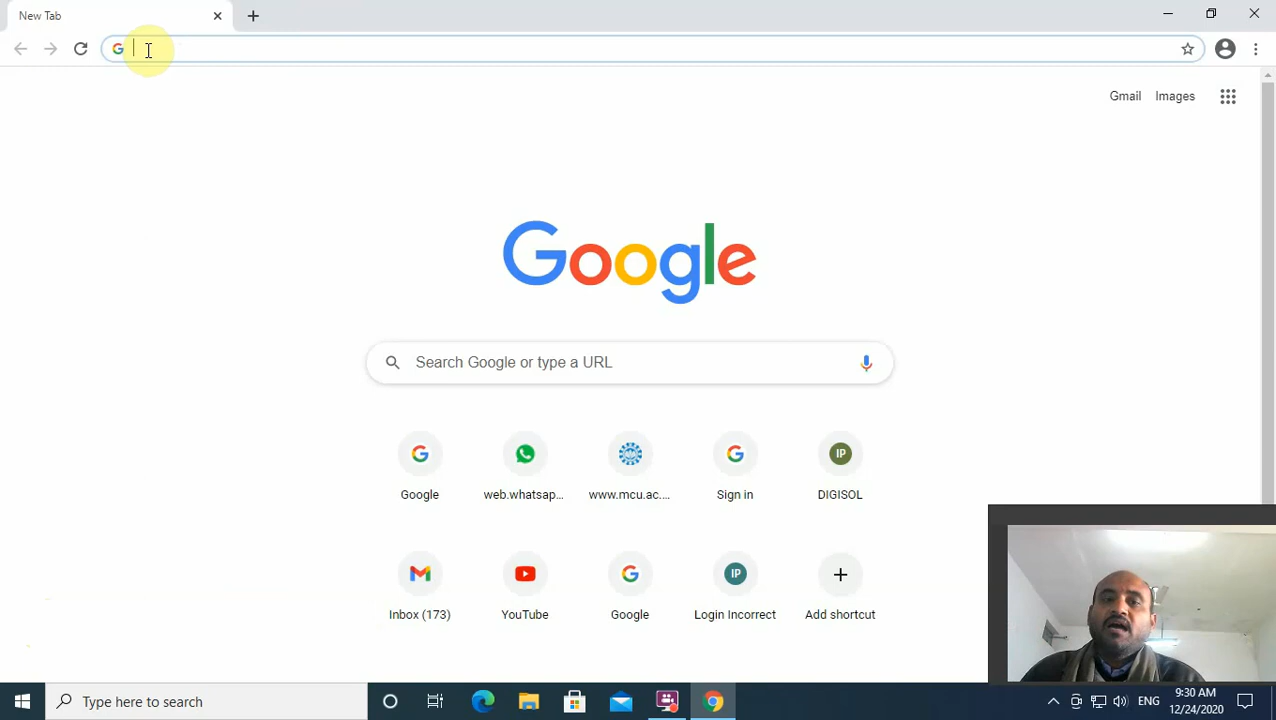 New Tab
Gmail Images
Google
Search Google or type a URL
Google web.whatsap... www.mcu.ac.... Sign in IP DIGISOL
Inbox (173) YouTube Google IP Login Incorrect Add shortcut
Type here to search
ENG
9:30 AM
12/24/2020